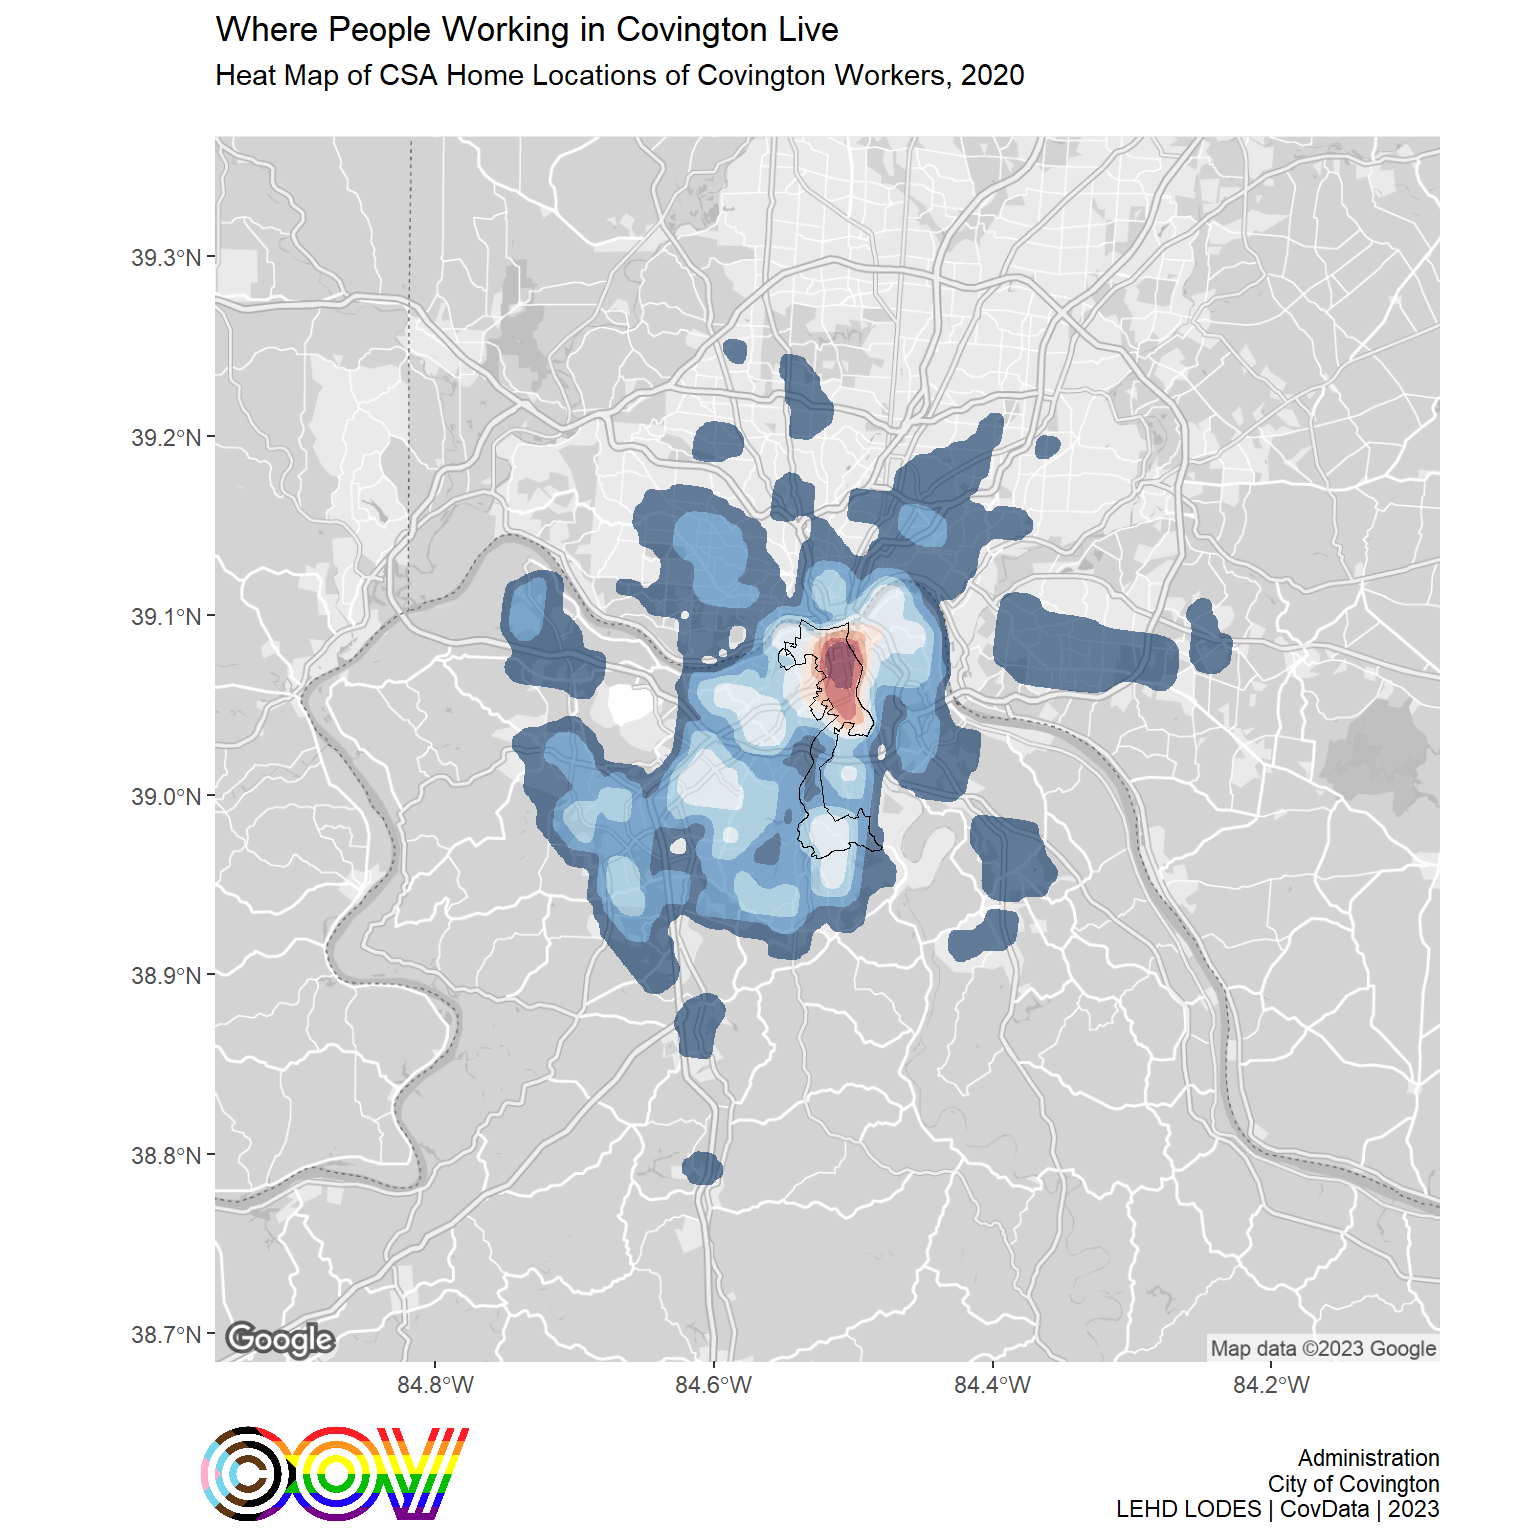 Where People Working in Covington Live
Heat Map of CSA Home Locations of Covington Workers, 2020
39.3°N
39.2°N
39.1°N
39.0°N
38.9°N
38.8°N
38.7°N
Google
Map data ©2023 Google
84.8°W
84.6°W
84.4°W
84.2°W
COV
Administration
City of Covington
LEHD LODES | CovData | 2023